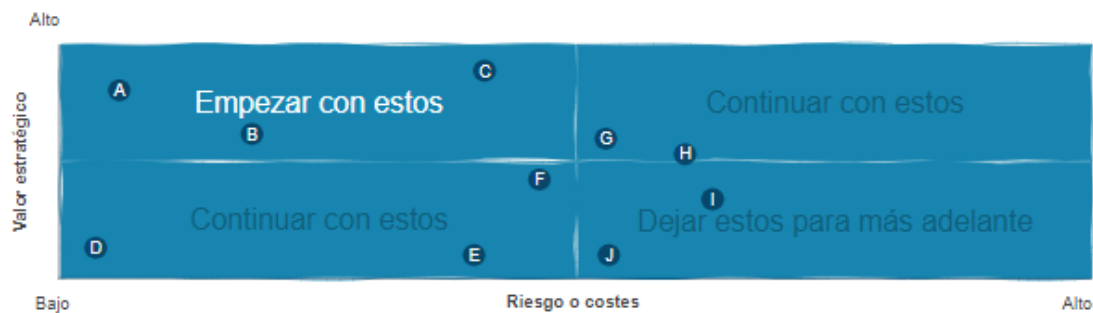 Alto
A
C
Empezar con estos
Continuar con estos
B
G
H
Valor estratégico
F
I
Continuar con estos
Dejar estos para más adelante
D
E
J
Bajo
Riesgo o costes
Alto